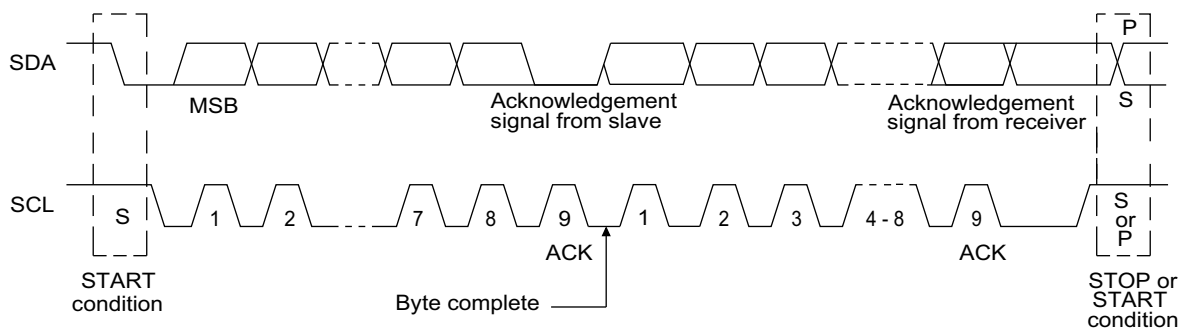 P
SDA
MSB
Acknowledgement
signal from slave
Acknowledgement
signal from receiver
S
SCL
S
1
2
7
8
9
1
2
3
4 - 8
9
S
or
P
ACK
ACK
START
condition
Byte complete
STOP or
START
condition